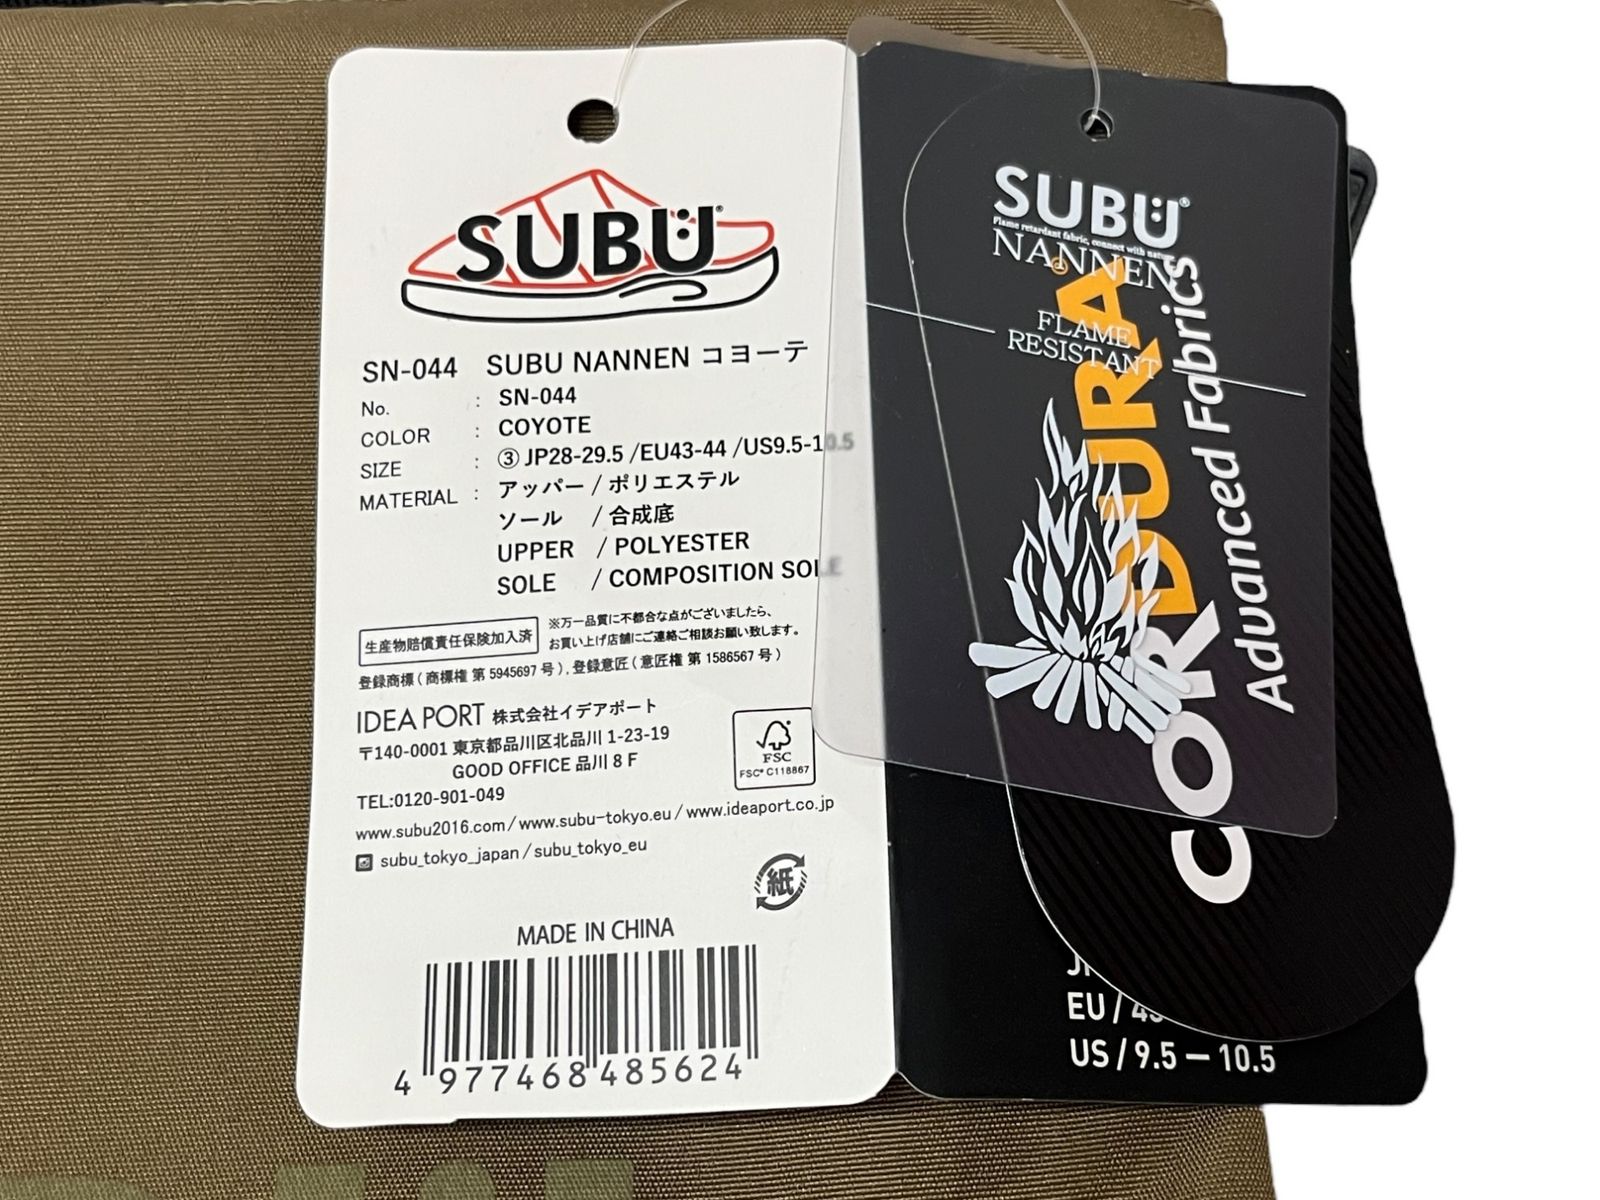 SUBU®
SN-044 SUBU NANNEN コヨーテ
No. : SN-044
COLOR : COYOTE
SIZE : ③ JP28-29.5 /EU43-44 /US9.5-10.5
MATERIAL : アッパー / ポリエステル
ソール / 合成底
UPPER / POLYESTER
SOLE / COMPOSITION SOLE
生産物賠償責任保険加入済
※万一品質に不都合な点がございましたら、
お買い上げ店舗にご連絡ご相談お願い致します。
登録商標(商標権 第 5945697 号), 登録意匠(意匠権 第 1586567 号)
IDEA PORT 株式会社イデアポート
〒140-0001 東京都品川区北品川 1-23-19
GOOD OFFICE 品川 8 F
TEL:0120-901-049
www.subu2016.com/www.subu-tokyo.eu/www.ideaport.co.jp
subu_tokyo_japan/subu_tokyo_eu
FSC
FSC® C118867
紙
MADE IN CHINA
4 977468 485624
SUBU®
Flame retardant fabric, connect with nature
NANNEN
FLAME
RESISTANT
CORDURA®
Advanced Fabrics
EU / 43
US / 9.5 — 10.5